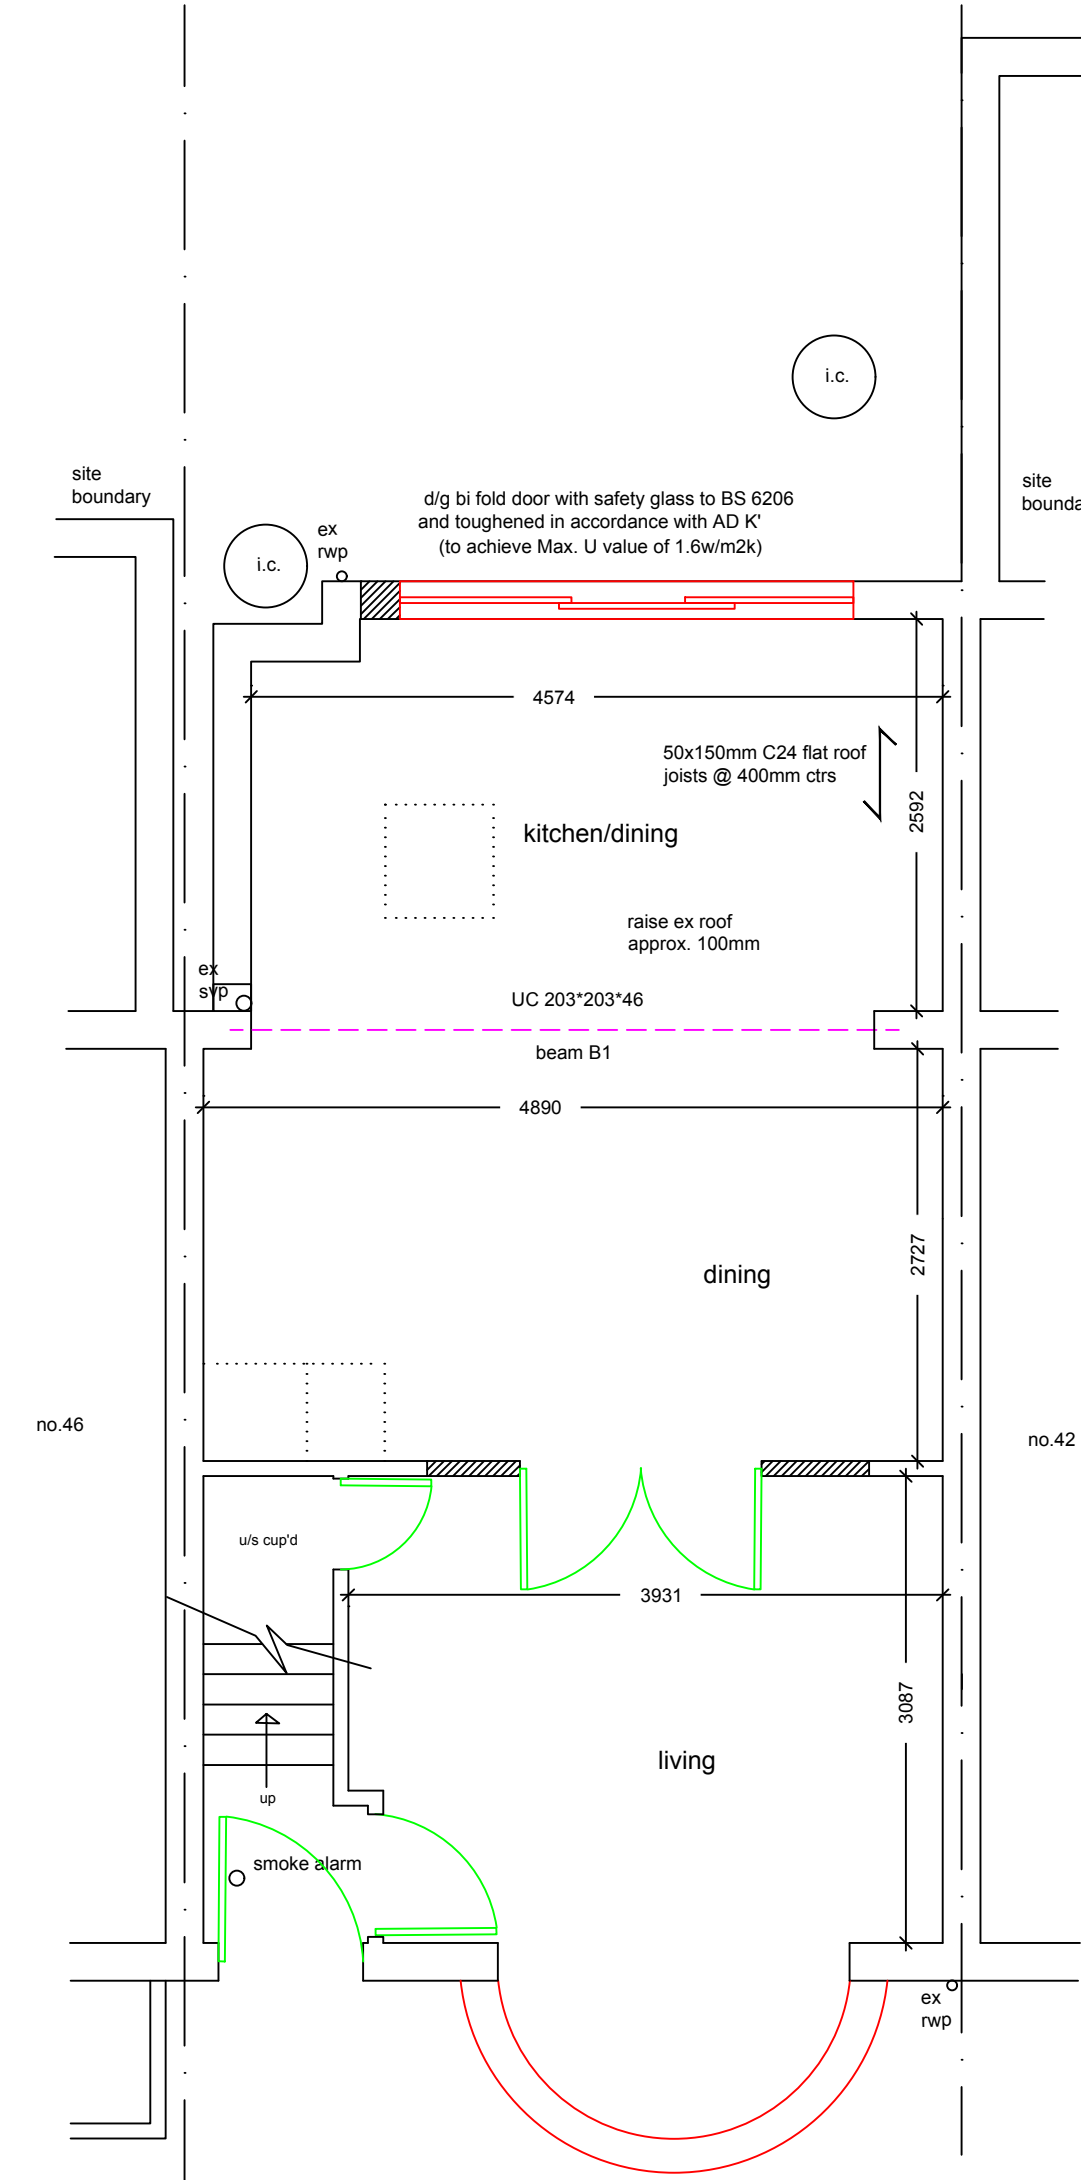 i.c.
site
boundary
site
bounda
d/g bi fold door with safety glass to BS 6206
and toughened in accordance with AD K'
(to achieve Max. U value of 1.6w/m2k)
ex
rwp
i.c.
4574
50x150mm C24 flat roof
joists @ 400mm ctrs
2592
kitchen/dining
raise ex roof
approx. 100mm
ex
svp
UC 203*203*46
beam B1
4890
2727
dining
no.46
no.42
u/s cup'd
3931
3087
living
up
smoke alarm
ex
rwp